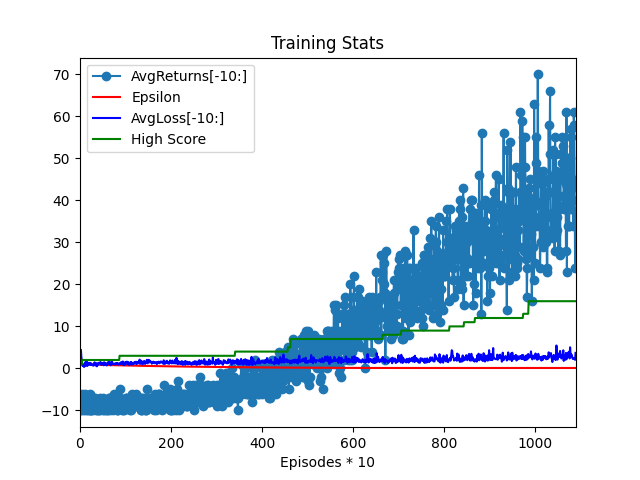 Training Stats
AvgReturns[-10:]
Epsilon
AvgLoss[-10:]
High Score
70
60
50
40
30
20
10
0
−10
0 200 400 600 800 1000
Episodes * 10